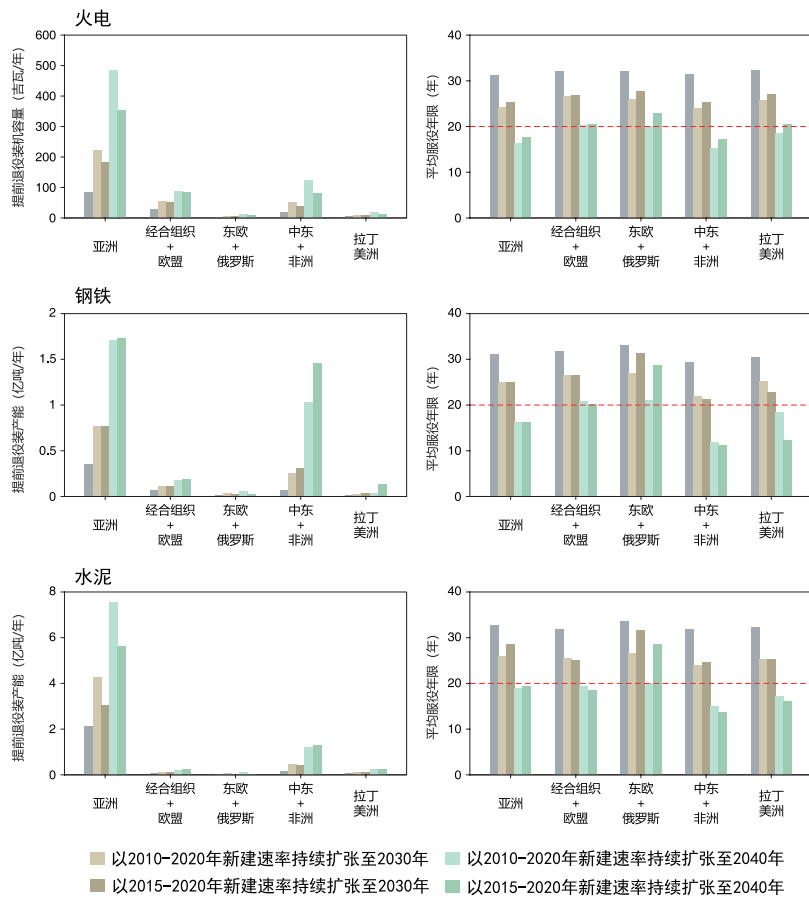 火电
提前退役装机容量（吉瓦/年）
600
500
400
300
200
100
0
亚洲
经合组织
+
欧盟
东欧
+
俄罗斯
中东
+
非洲
拉丁
美洲
平均服役年限（年）
40
30
20
10
0
亚洲
经合组织
+
欧盟
东欧
+
俄罗斯
中东
+
非洲
拉丁
美洲
钢铁
提前退役装产能（亿吨/年）
2
1.5
1
0.5
0
亚洲
经合组织
+
欧盟
东欧
+
俄罗斯
中东
+
非洲
拉丁
美洲
平均服役年限（年）
40
30
20
10
0
亚洲
经合组织
+
欧盟
东欧
+
俄罗斯
中东
+
非洲
拉丁
美洲
水泥
提前退役装产能（亿吨/年）
8
6
4
2
0
亚洲
经合组织
+
欧盟
东欧
+
俄罗斯
中东
+
非洲
拉丁
美洲
平均服役年限（年）
40
30
20
10
0
亚洲
经合组织
+
欧盟
东欧
+
俄罗斯
中东
+
非洲
拉丁
美洲
以2010-2020年新建速率持续扩张至2030年
以2010-2020年新建速率持续扩张至2040年
以2015-2020年新建速率持续扩张至2030年
以2015-2020年新建速率持续扩张至2040年